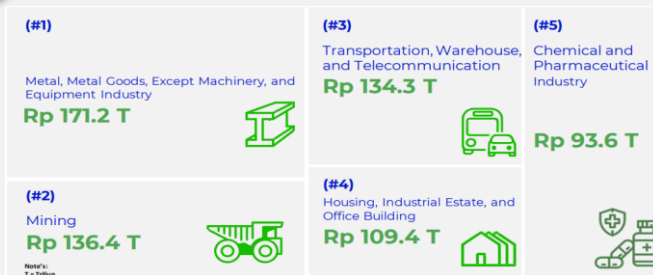 (#1)
Metal, Metal Goods, Except Machinery, and
Equipment Industry
Rp 171.2 T
(#2)
Mining
Rp 136.4 T
Note's:
T = Trillion
(#3)
Transportation, Warehouse,
and Telecommunication
Rp 134.3 T
(#4)
Housing, Industrial Estate, and
Office Building
Rp 109.4 T
(#5)
Chemical and
Pharmaceutical
Industry
Rp 93.6 T